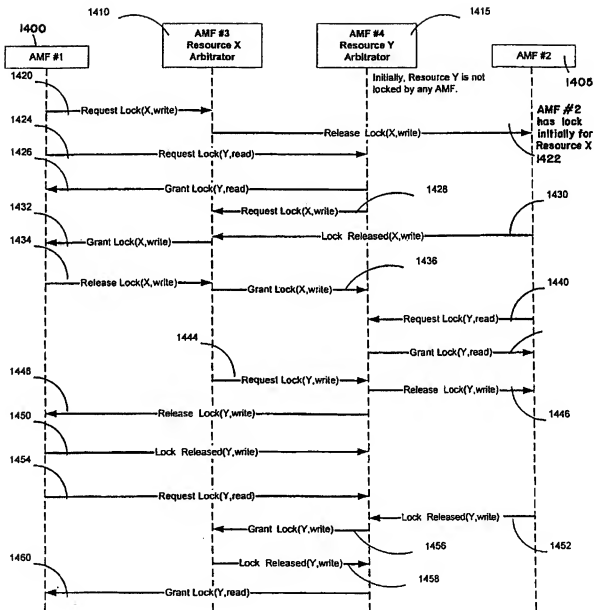 1400
1410
1415
AMF #1
AMF #3
Resource X
Arbitrator
AMF #4
Resource Y
Arbitrator
AMF #2
1405
Initially, Resource Y is not
locked by any AMF.
AMF #2
has lock
initially for
Resource X
1422
1420
Request Lock(X,write)
Release Lock(X,write)
1424
Request Lock(Y,read)
1426
Grant Lock(Y,read)
1428
Request Lock(X,write)
1430
Lock Released(X,write)
1432
Grant Lock(X,write)
1434
Release Lock(X,write)
1436
Grant Lock(X,write)
1440
Request Lock(Y,read)
Grant Lock(Y,read)
1444
Request Lock(Y,write)
1446
Release Lock(Y,write)
1448
Release Lock(Y,write)
1450
Lock Released(Y,write)
1454
Request Lock(Y,read)
Lock Released(Y,write)
1452
Grant Lock(Y,write)
1456
Lock Released(Y,write)
1458
1460
Grant Lock(Y,read)